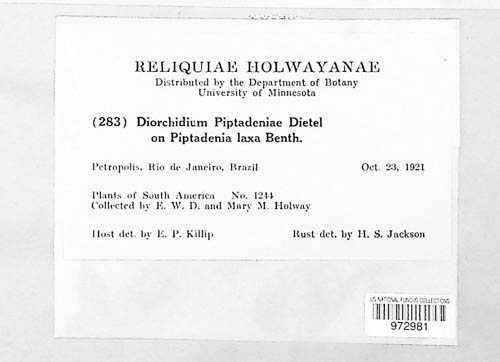 RELIQUIAE HOLWAYANAE
Distributed by the Department of Botany
University of Minnesota
(283) Diorchidium Piptadeniae Dietel
on Piptadenia laxa Benth.
Petropolis, Rio de Janeiro, Brazil Oct. 23, 1921
Plants of South America No. 1244
Collected by E. W. D. and Mary M. Holway
Host det. by E. P. Killip Rust det. by H. S. Jackson
US NATIONAL FUNGUS COLLECTIONS
972981